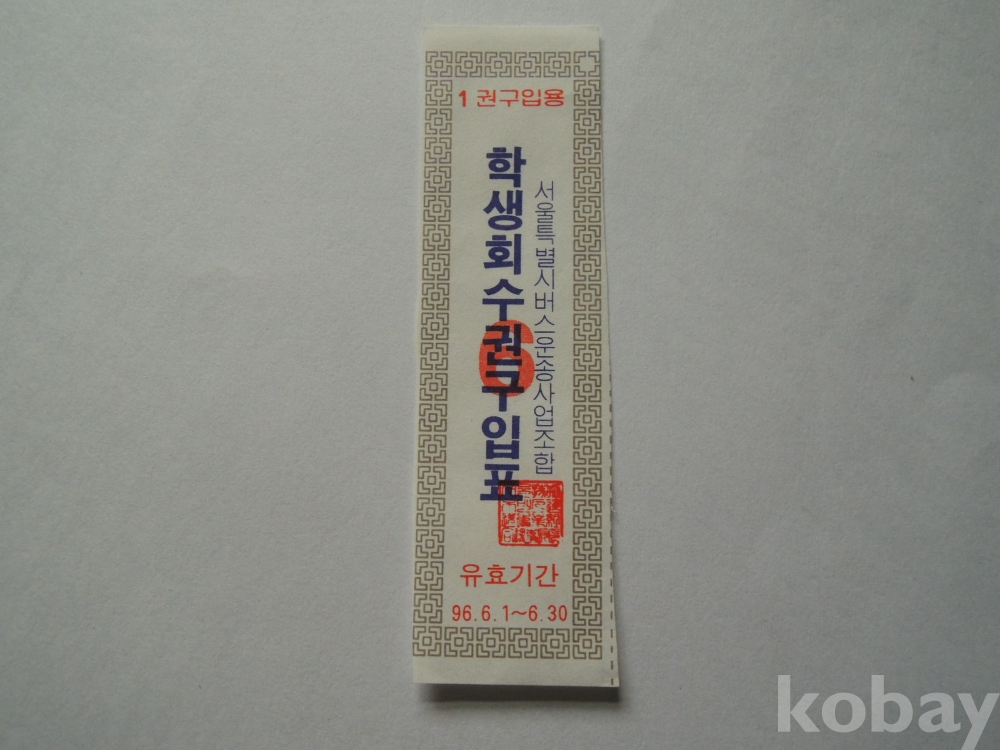 1 권구입용
학생회수권구입표
서울특별시버스운송사업조합
6
유효기간
96.6.1~6.30
kobay